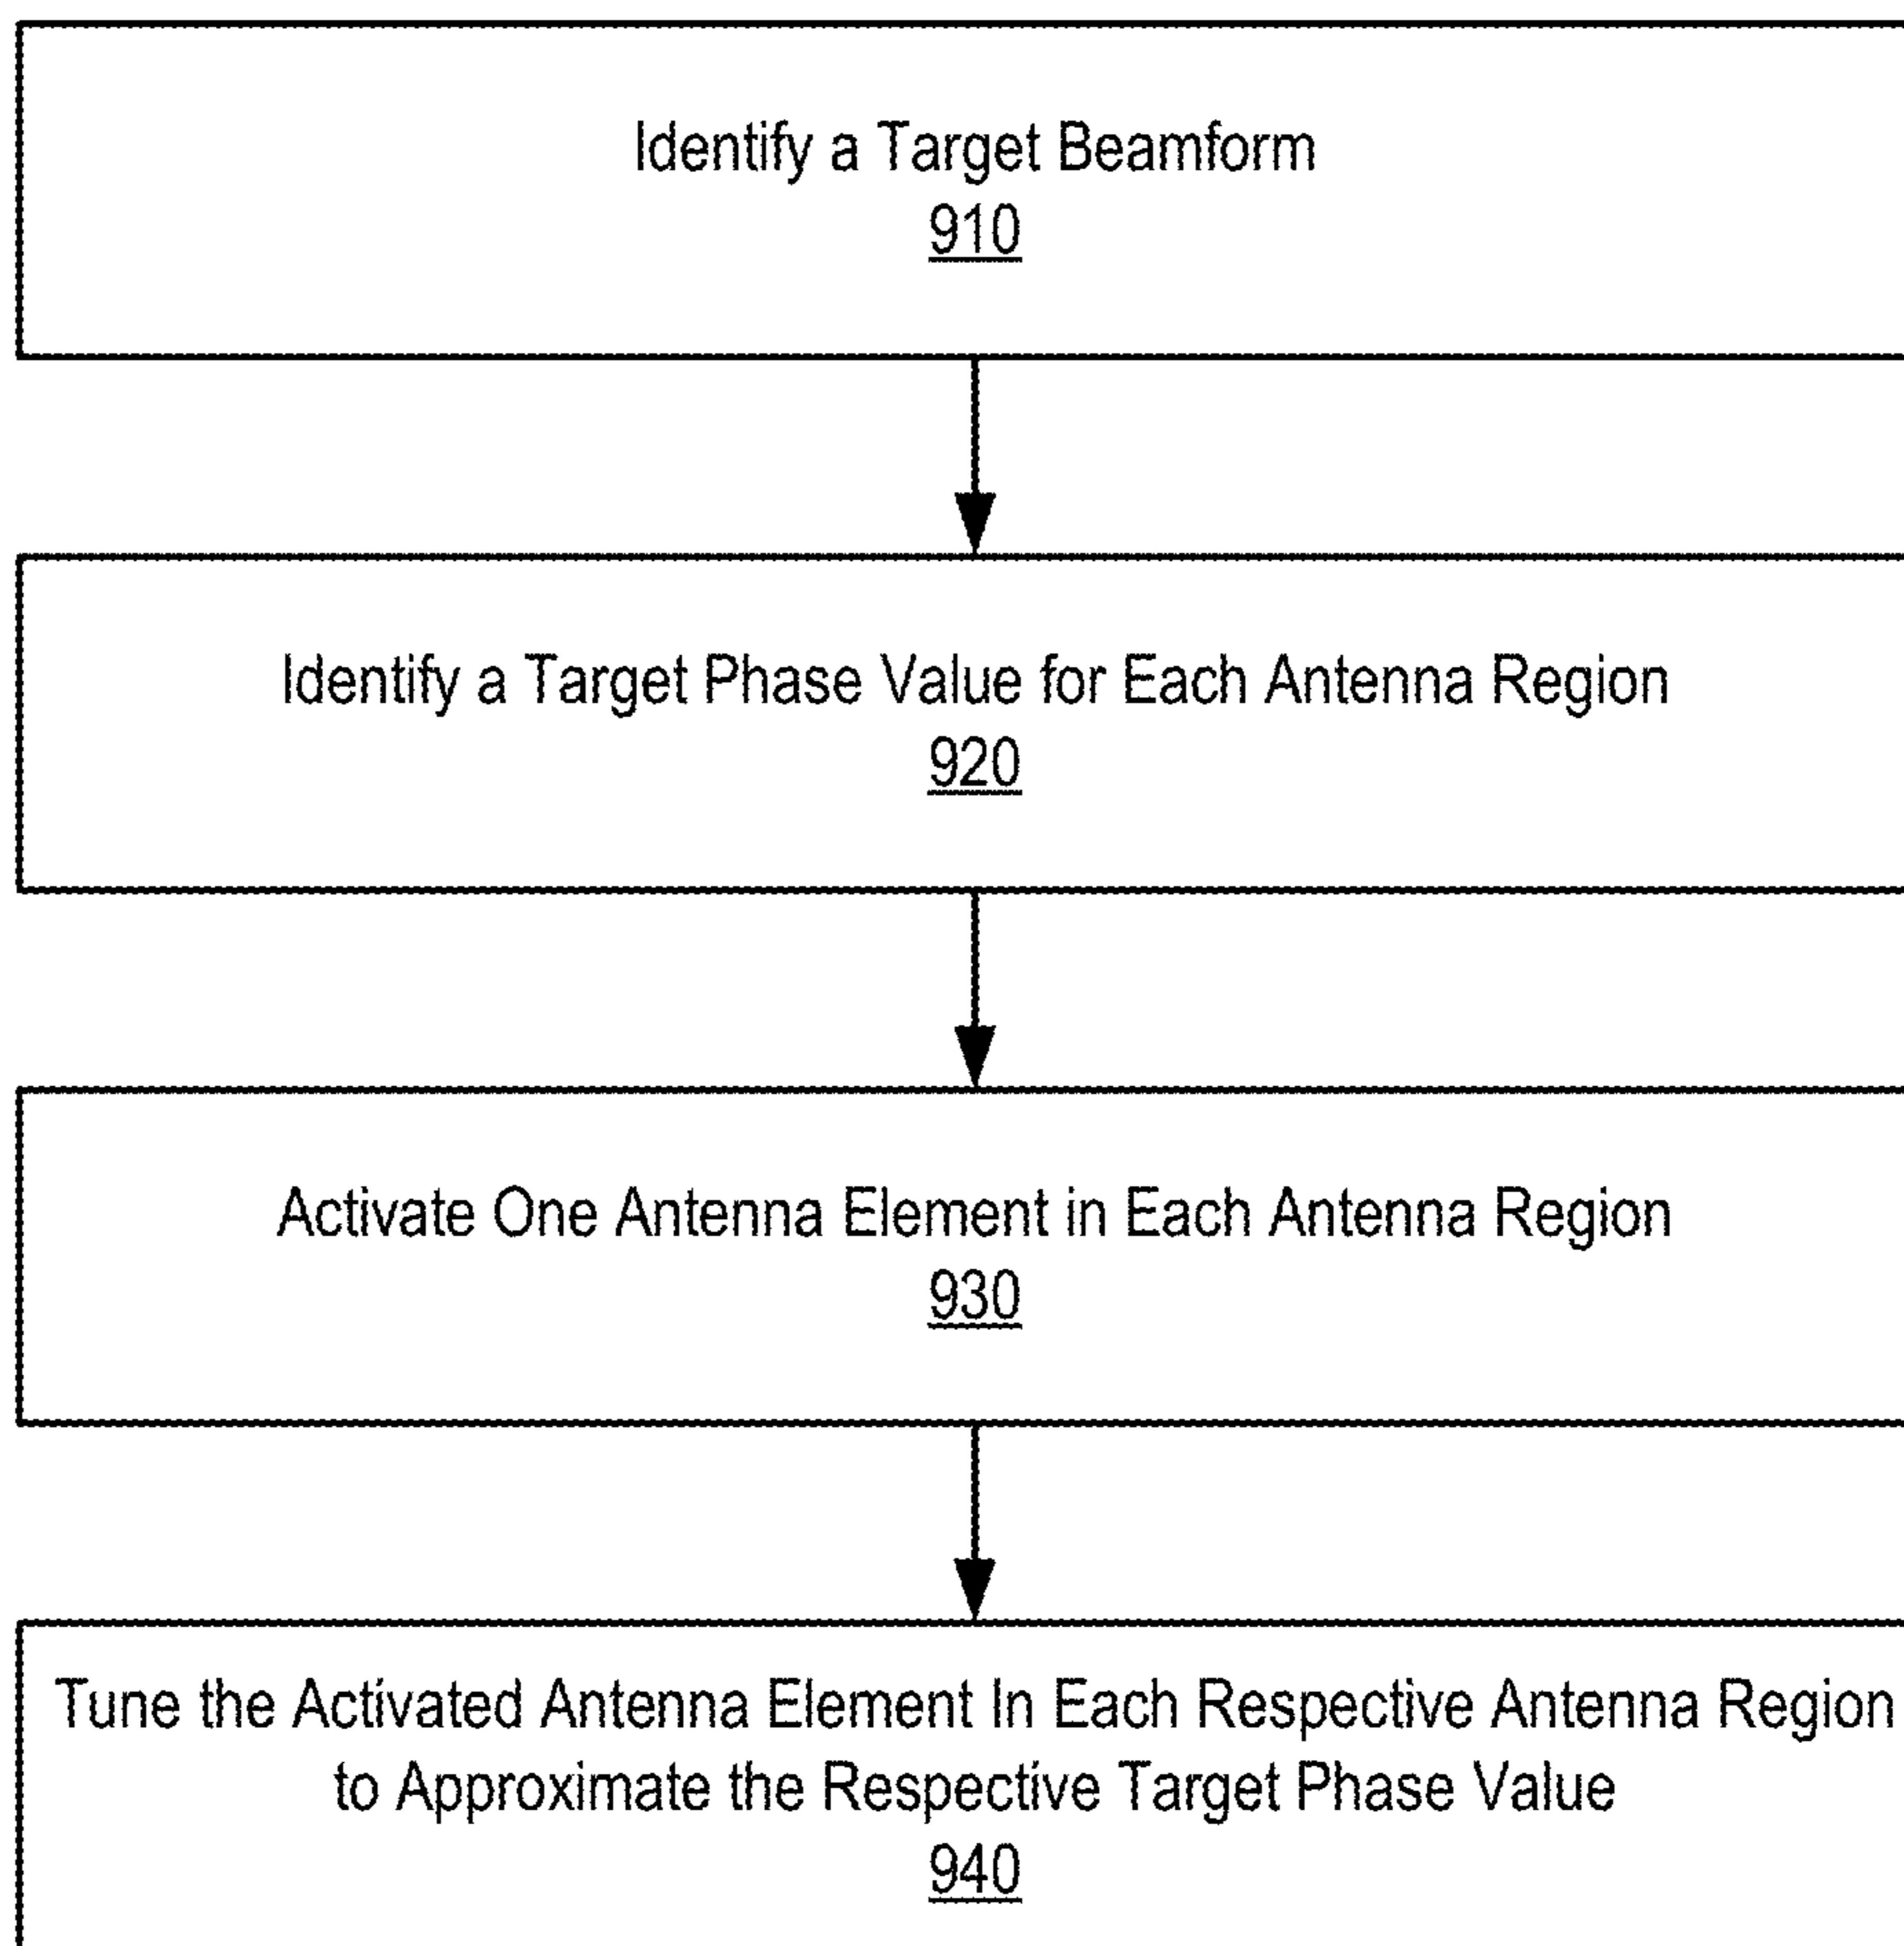 Identify a Target Beamform
910
Identify a Target Phase Value for Each Antenna Region
920
Activate One Antenna Element in Each Antenna Region
930
Tune the Activated Antenna Element In Each Respective Antenna Region
to Approximate the Respective Target Phase Value
940